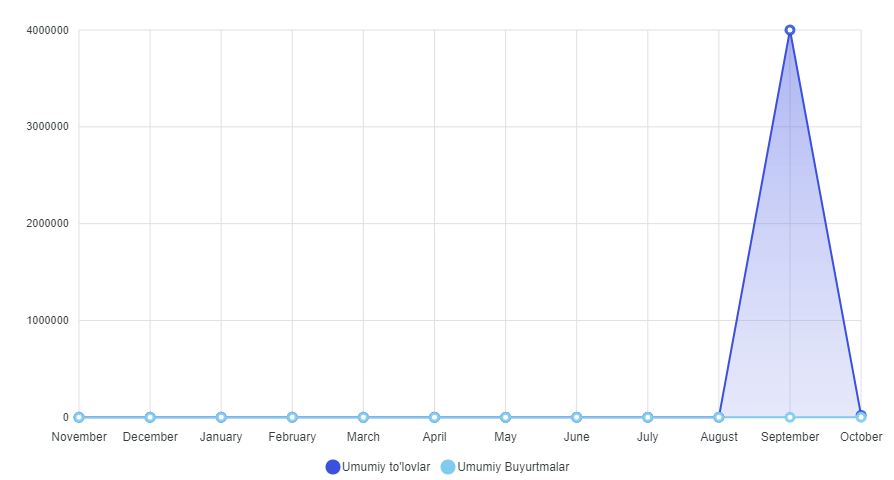 4000000
3000000
2000000
1000000
0
November December January February March April May June July August September October
Umumiy to'lovlar Umumiy Buyurtmalar